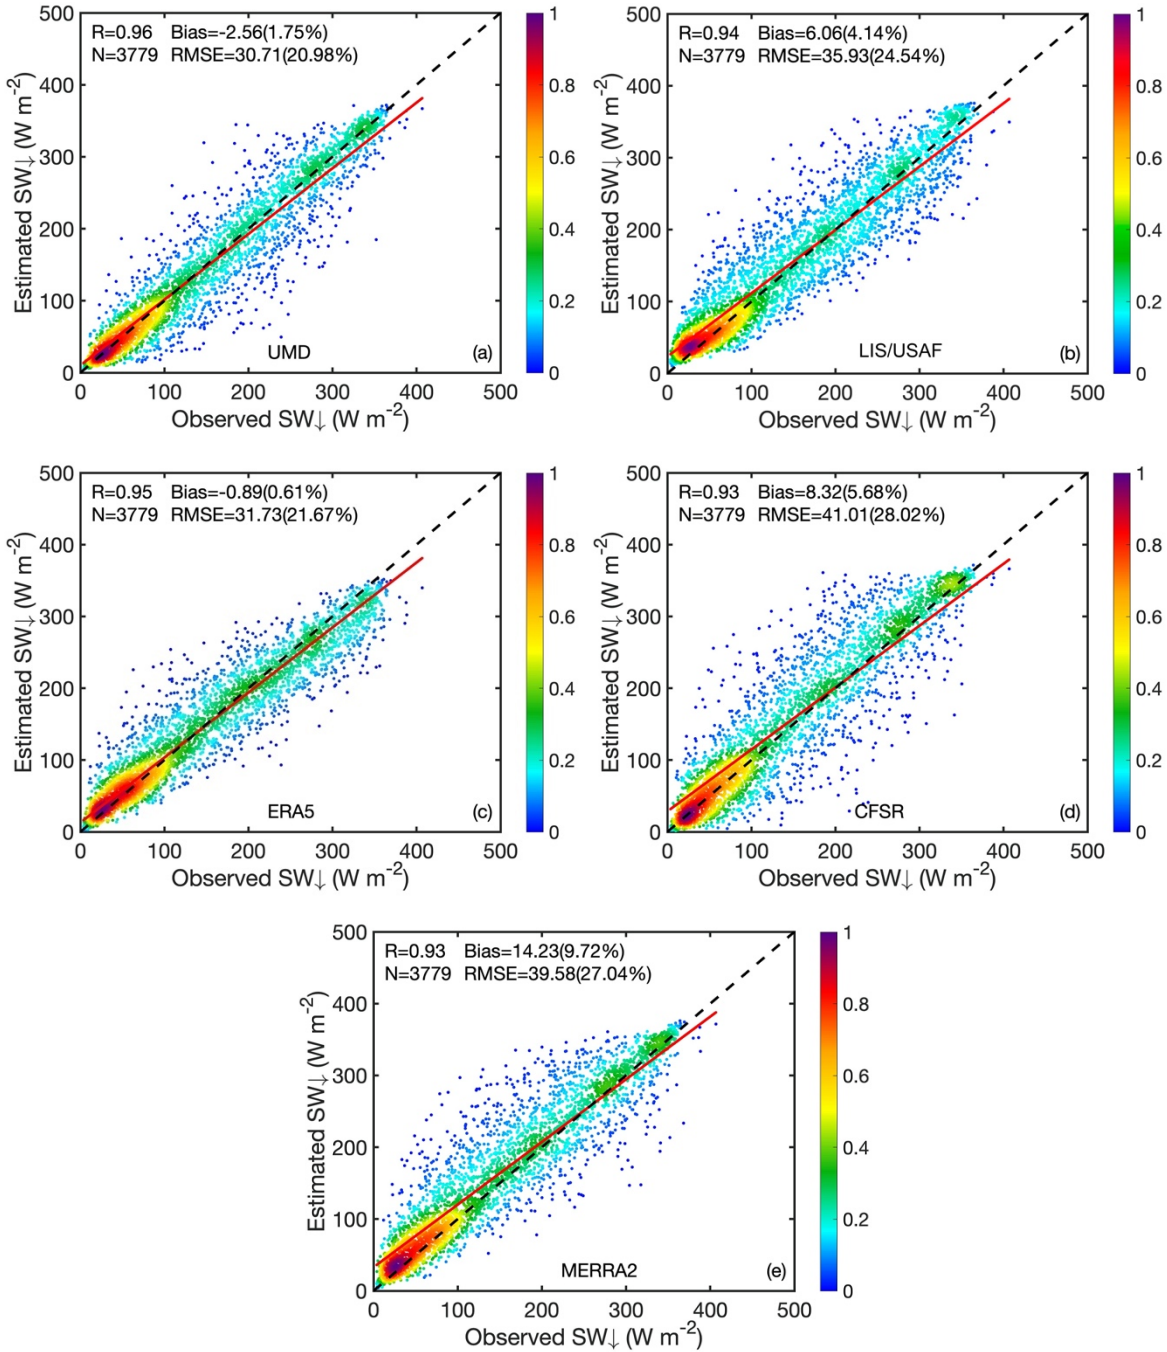 R=0.96 Bias=-2.56(1.75%)
N=3779 RMSE=30.71(20.98%)
500
400
300
200
100
0
Estimated SW↓ (W m-2)
UMD
(a)
0 100 200 300 400 500
Observed SW↓ (W m-2)
1
0.8
0.6
0.4
0.2
0
R=0.94 Bias=6.06(4.14%)
N=3779 RMSE=35.93(24.54%)
500
400
300
200
100
0
Estimated SW↓ (W m-2)
LIS/USAF
(b)
0 100 200 300 400 500
Observed SW↓ (W m-2)
1
0.8
0.6
0.4
0.2
0
R=0.95 Bias=-0.89(0.61%)
N=3779 RMSE=31.73(21.67%)
500
400
300
200
100
0
Estimated SW↓ (W m-2)
ERA5
(c)
0 100 200 300 400 500
Observed SW↓ (W m-2)
1
0.8
0.6
0.4
0.2
0
R=0.93 Bias=8.32(5.68%)
N=3779 RMSE=41.01(28.02%)
500
400
300
200
100
0
Estimated SW↓ (W m-2)
CFSR
(d)
0 100 200 300 400 500
Observed SW↓ (W m-2)
1
0.8
0.6
0.4
0.2
0
R=0.93 Bias=14.23(9.72%)
N=3779 RMSE=39.58(27.04%)
500
400
300
200
100
0
Estimated SW↓ (W m-2)
MERRA2
(e)
0 100 200 300 400 500
Observed SW↓ (W m-2)
1
0.8
0.6
0.4
0.2
0